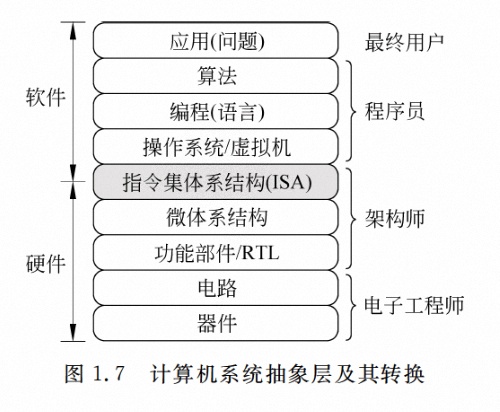 应用(问题)
最终用户
算法
软件
编程(语言)
程序员
操作系统/虚拟机
指令集体系结构(ISA)
微体系结构
架构师
硬件
功能部件/RTL
电路
电子工程师
器件
图 1.7 计算机系统抽象层及其转换